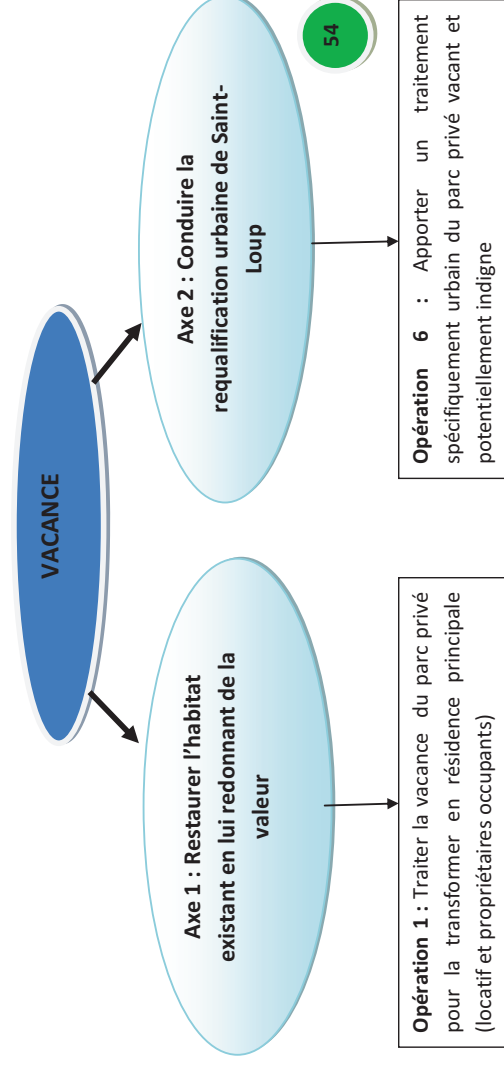 VACANCE
Axe 1 : Restaurer l’habitat
existant en lui redonnant de la
valeur
Axe 2 : Conduire la
requalification urbaine de Saint-
Loup
54
Opération 1 : Traiter la vacance du parc privé
pour la transformer en résidence principale
(locatif et propriétaires occupants)
Opération 6 : Apporter un traitement
spécifiquement urbain du parc privé vacant et
potentiellement indigne